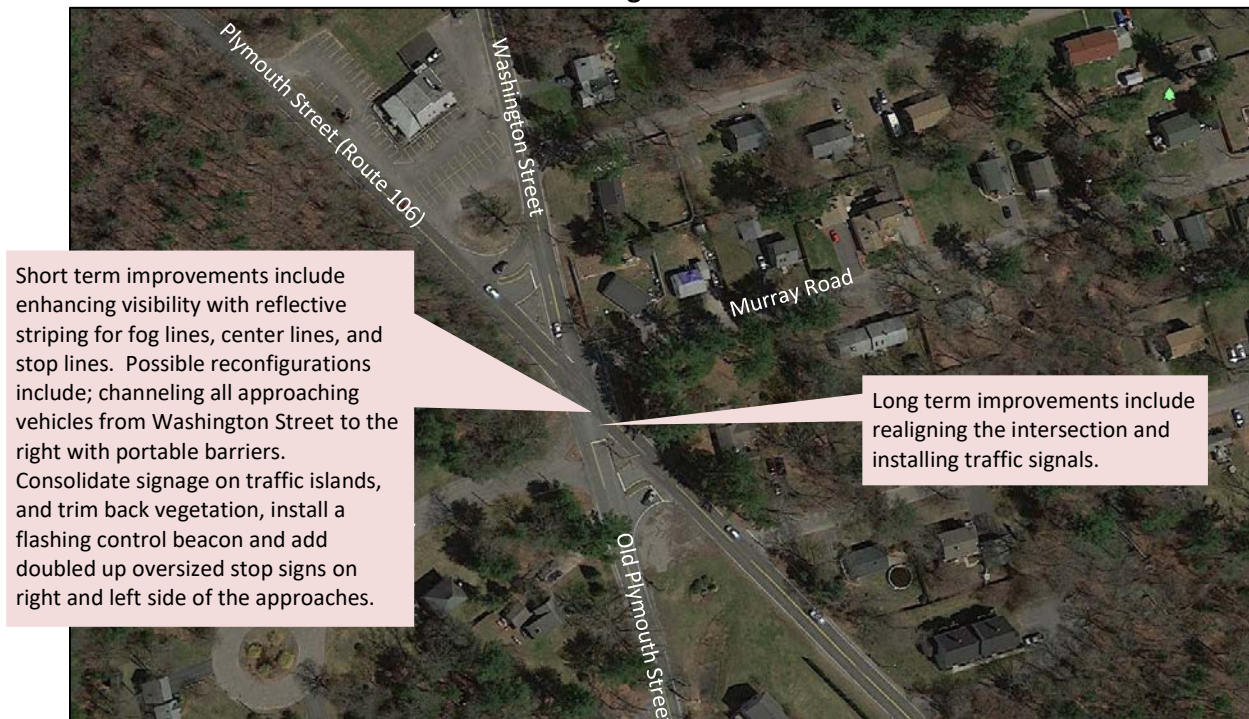 Plymouth Street (Route 106)
Washington Street
Murray Road
Short term improvements include
enhancing visibility with reflective
striping for fog lines, center lines, and
stop lines.  Possible reconfigurations
include; channeling all approaching
vehicles from Washington Street to the
right with portable barriers.
Consolidate signage on traffic islands,
and trim back vegetation, install a
flashing control beacon and add
doubled up oversized stop signs on
right and left side of the approaches.
Long term improvements include
realigning the intersection and
installing traffic signals.
Old Plymouth Street